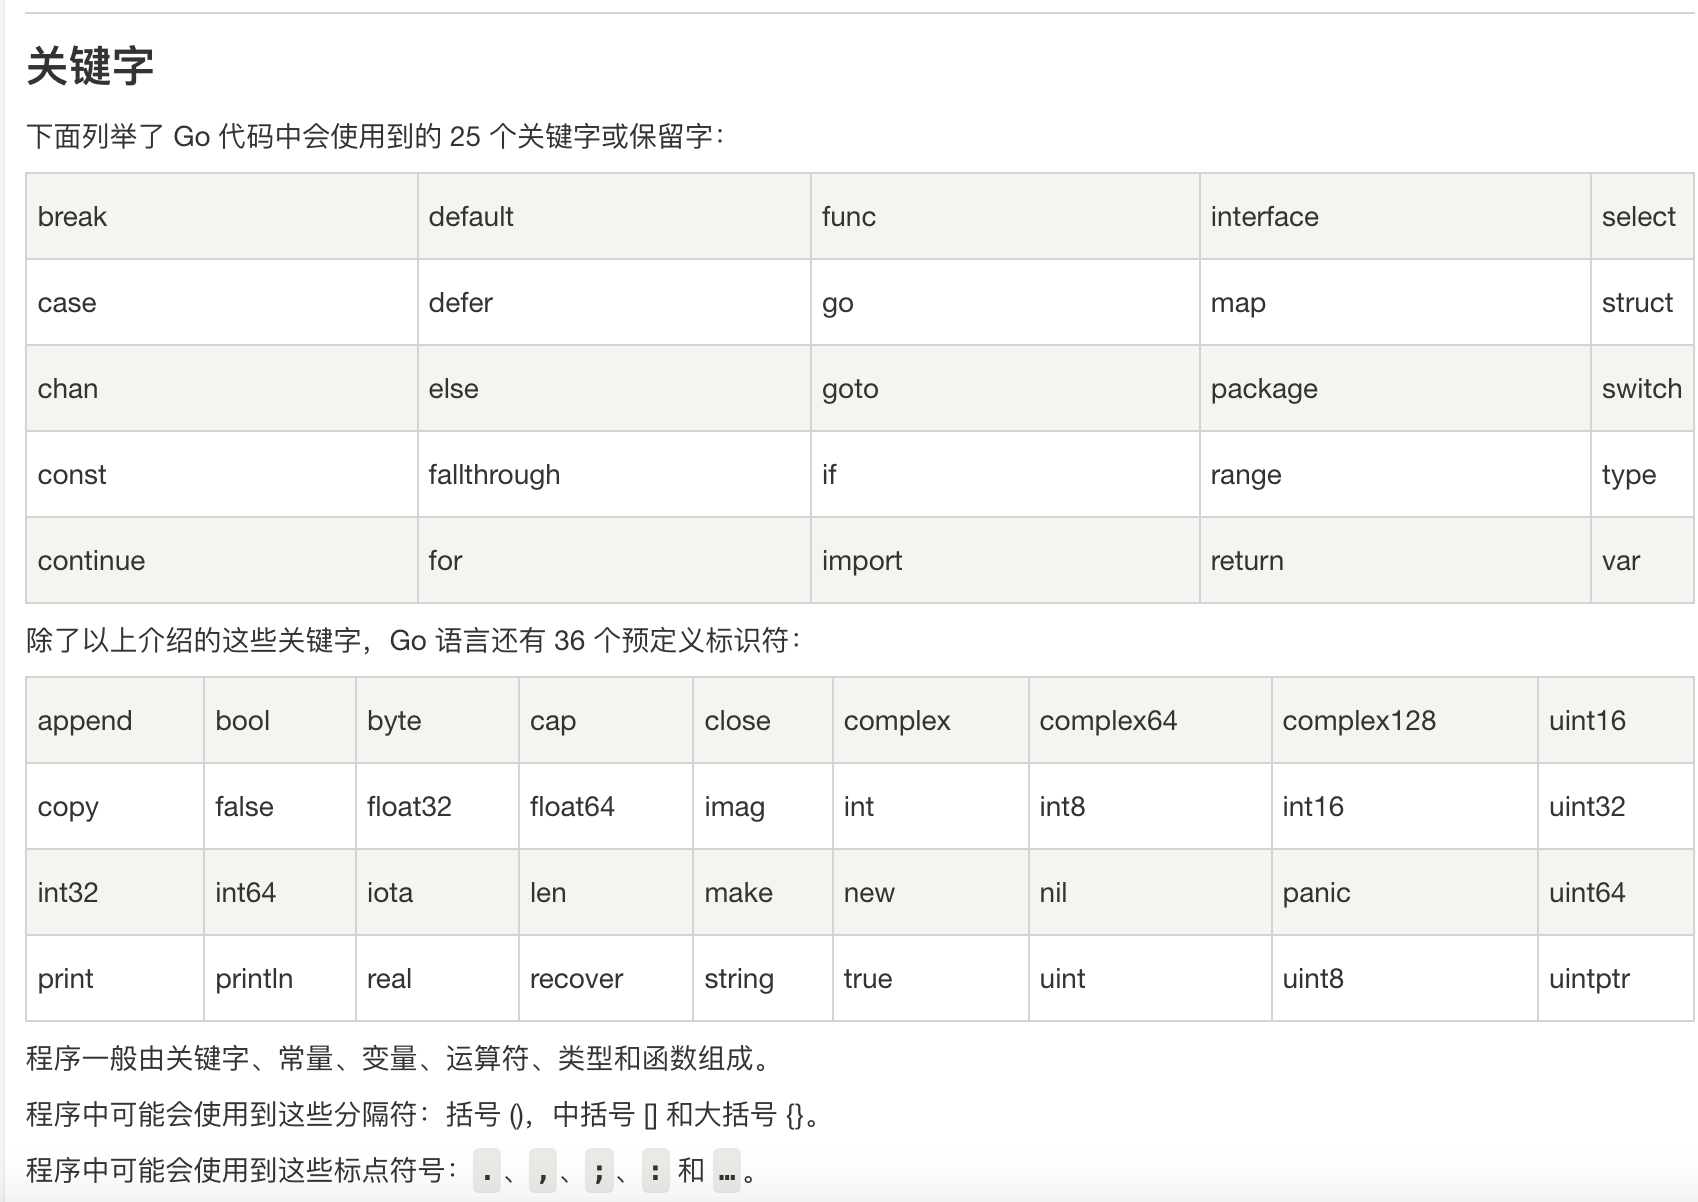 关键字
下面列举了 Go 代码中会使用到的 25 个关键字或保留字：
break default func interface select
case defer go map struct
chan else goto package switch
const fallthrough if range type
continue for import return var
除了以上介绍的这些关键字，Go 语言还有 36 个预定义标识符：
append bool byte cap close complex complex64 complex128 uint16
copy false float32 float64 imag int int8 int16 uint32
int32 int64 iota len make new nil panic uint64
print println real recover string true uint uint8 uintptr
程序一般由关键字、常量、变量、运算符、类型和函数组成。
程序中可能会使用到这些分隔符：括号 ()，中括号 [] 和大括号 {}。
程序中可能会使用到这些标点符号：.、,、;、: 和 …。